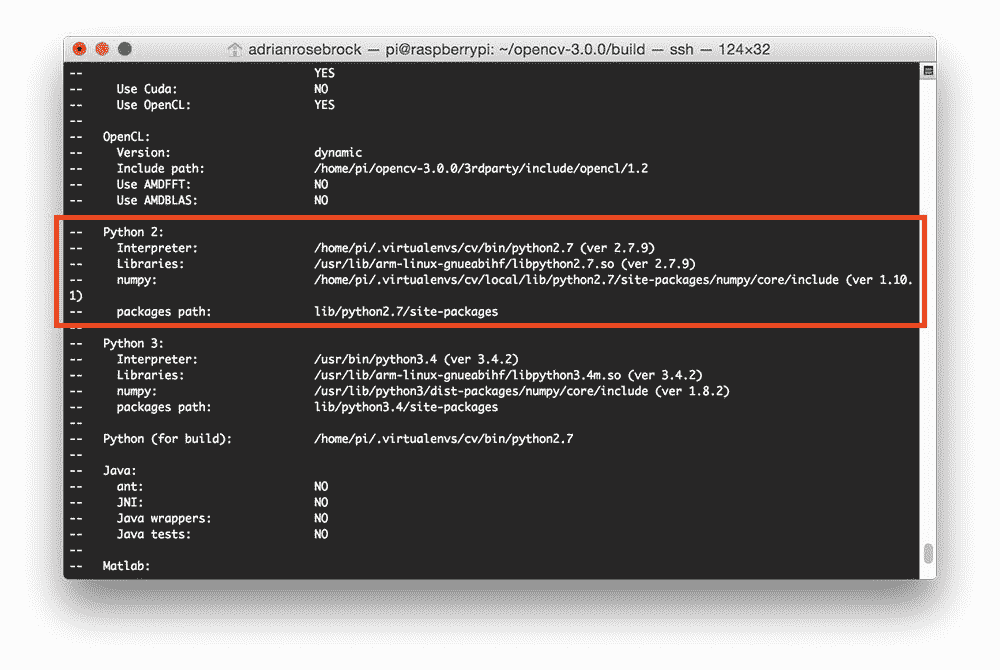 adrianrosebrock — pi@raspberrypi: ~/opencv-3.0.0/build — ssh — 124×32
-- YES
-- Use Cuda: NO
-- Use OpenCL: YES
--
-- OpenCL:
-- Version: dynamic
-- Include path: /home/pi/opencv-3.0.0/3rdparty/include/opencl/1.2
-- Use AMDFFT: NO
-- Use AMDBLAS: NO
-- Python 2:
-- Interpreter: /home/pi/.virtualenvs/cv/bin/python2.7 (ver 2.7.9)
-- Libraries: /usr/lib/arm-linux-gnueabihf/libpython2.7.so (ver 2.7.9)
-- numpy: /home/pi/.virtualenvs/cv/local/lib/python2.7/site-packages/numpy/core/include (ver 1.10.
1)
-- packages path: lib/python2.7/site-packages
--
-- Python 3:
-- Interpreter: /usr/bin/python3.4 (ver 3.4.2)
-- Libraries: /usr/lib/arm-linux-gnueabihf/libpython3.4m.so (ver 3.4.2)
-- numpy: /usr/lib/python3/dist-packages/numpy/core/include (ver 1.8.2)
-- packages path: lib/python3.4/site-packages
--
-- Python (for build): /home/pi/.virtualenvs/cv/bin/python2.7
--
-- Java:
-- ant: NO
-- JNI: NO
-- Java wrappers: NO
-- Java tests: NO
--
-- Matlab: